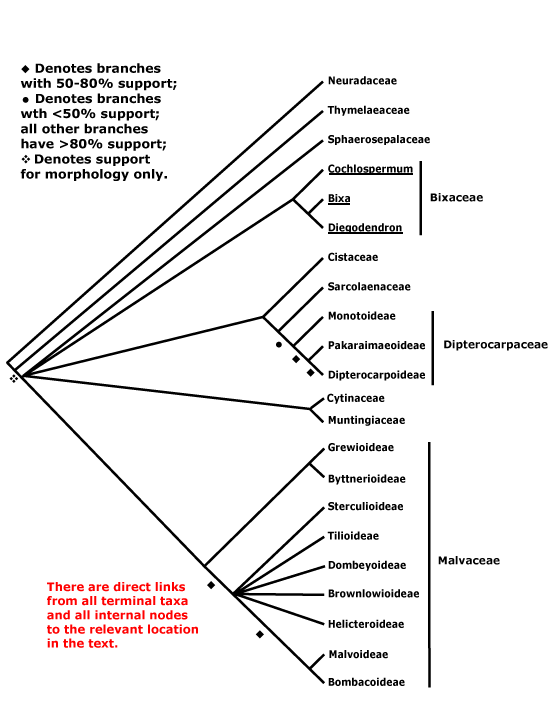 ◆ Denotes branches
with 50-80% support;
● Denotes branches
wth <50% support;
all other branches
have >80% support;
❖ Denotes support
for morphology only.
Neuradaceae
Thymelaeaceae
Sphaerosepalaceae
Cochlospermum
Bixa
Diegodendron
Bixaceae
Cistaceae
Sarcolaenaceae
Monotoideae
Pakaraimaeoideae
Dipterocarpoideae
Dipterocarpaceae
Cytinaceae
Muntingiaceae
Grewioideae
Byttnerioideae
Sterculioideae
Tilioideae
Dombeyoideae
Brownlowioideae
Helicteroideae
Malvoideae
Bombacoideae
Malvaceae
There are direct links
from all terminal taxa
and all internal nodes
to the relevant location
in the text.